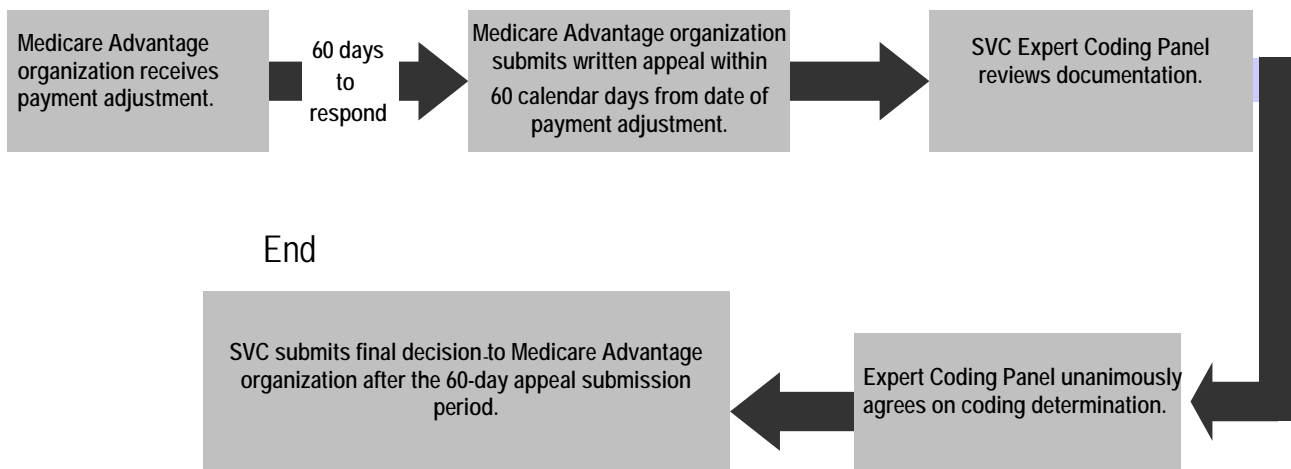 Medicare Advantage
organization receives
payment adjustment.
60 days
to
respond
Medicare Advantage organization
submits written appeal within
60 calendar days from date of
payment adjustment.
SVC Expert Coding Panel
reviews documentation.
Expert Coding Panel unanimously
agrees on coding determination.
End
SVC submits final decision to Medicare Advantage
organization after the 60-day appeal submission
period.